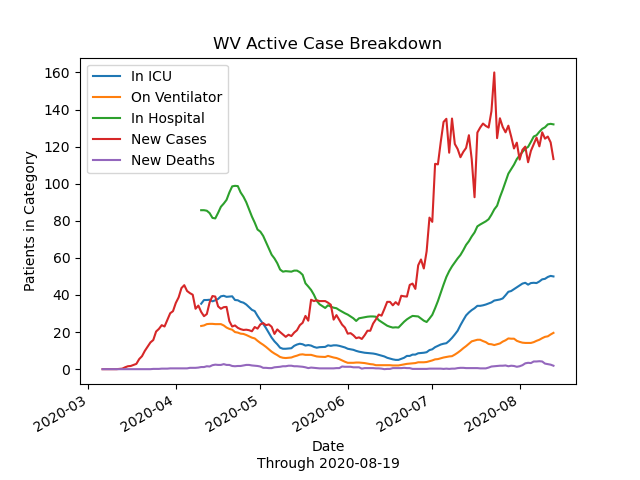 WV Active Case Breakdown
In ICU
On Ventilator
In Hospital
New Cases
New Deaths
Patients in Category
160
140
120
100
80
60
40
20
0
2020-03
2020-04
2020-05
2020-06
2020-07
2020-08
Date
Through 2020-08-19